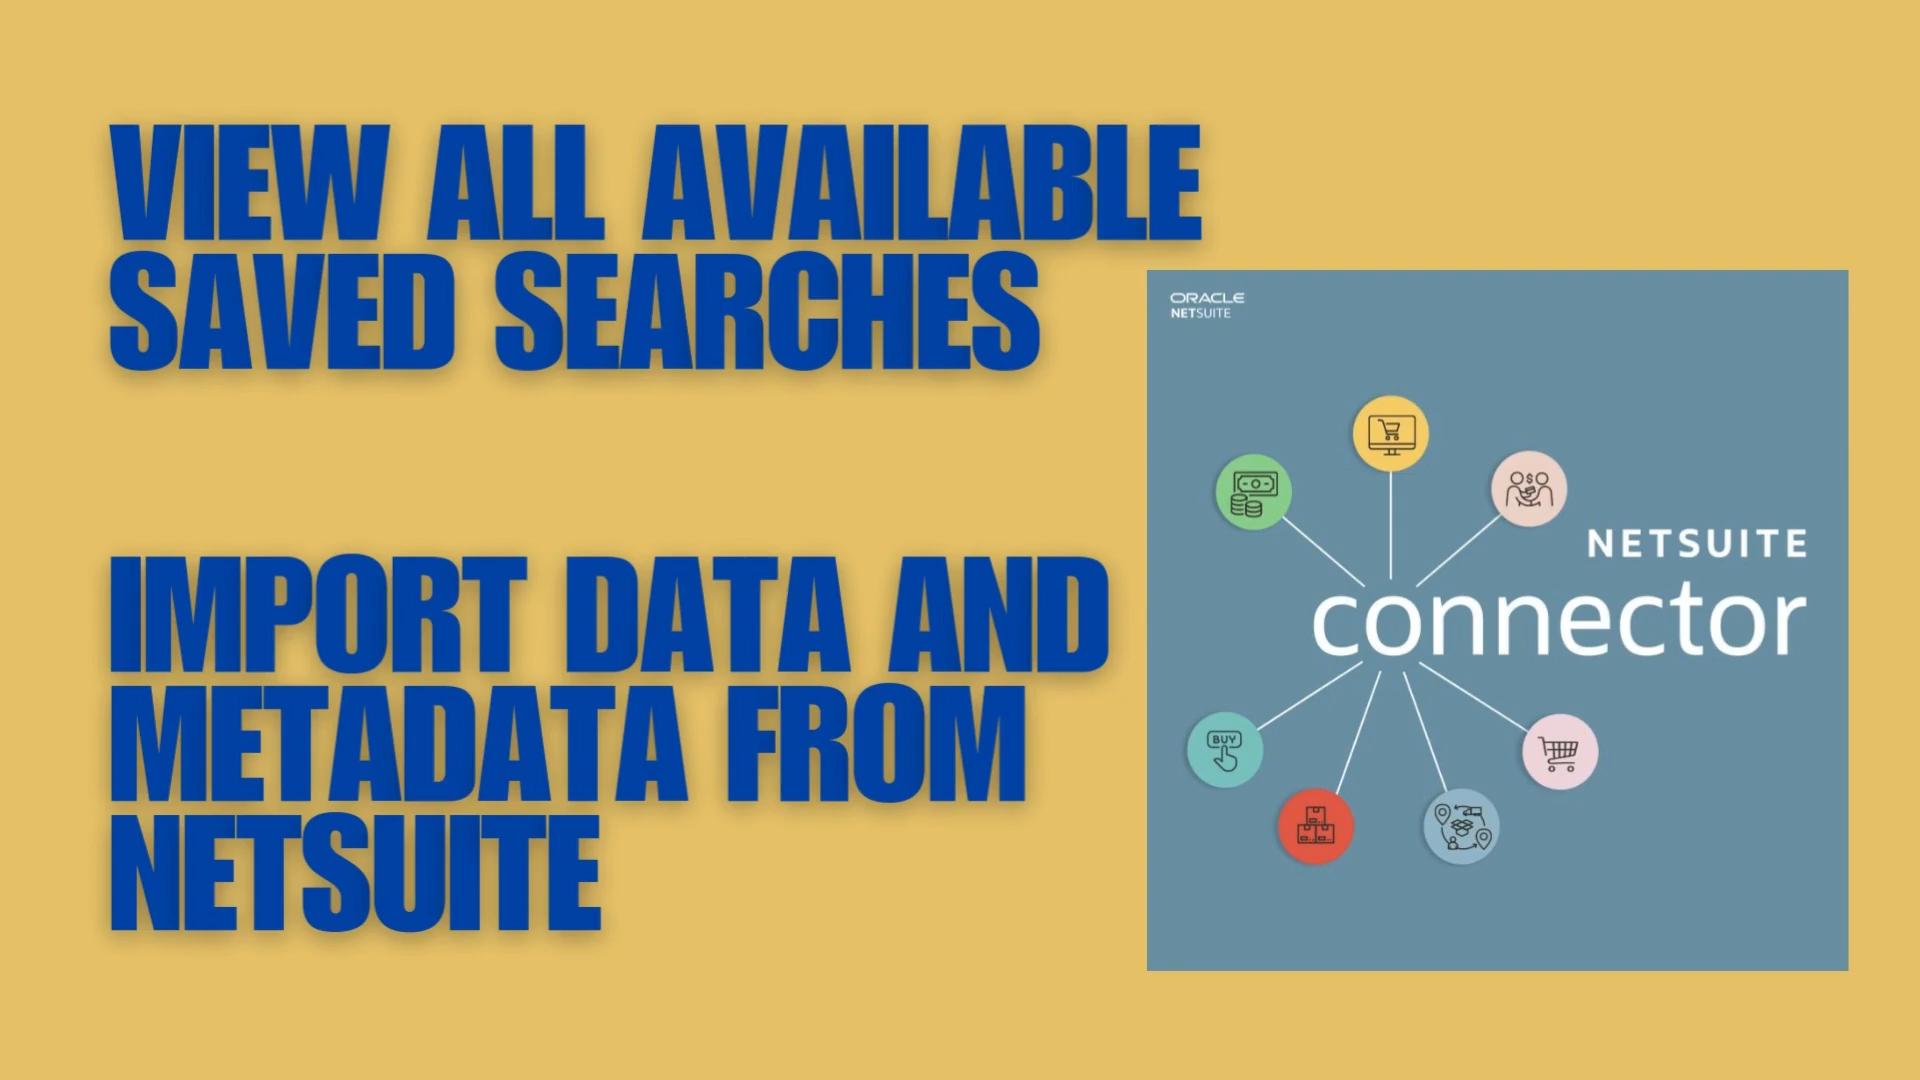 VIEW ALL AVAILABLE
SAVED SEARCHES
IMPORT DATA AND
METADATA FROM
NETSUITE
ORACLE
NETSUITE
NETSUITE
connector
BUY